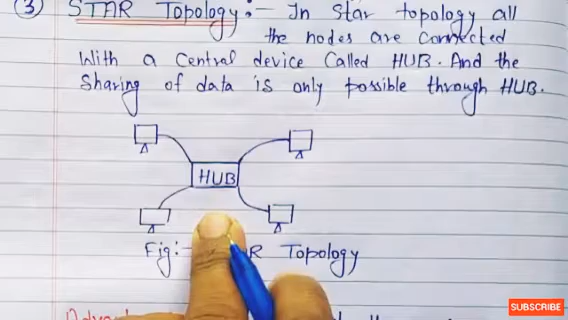 ③ STAR Topology:- In Star topology all
the nodes are Connected
With a Central device Called HUB. And the
Sharing of data is only possible through HUB.
HUB
Fig:- R Topology
SUBSCRIBE